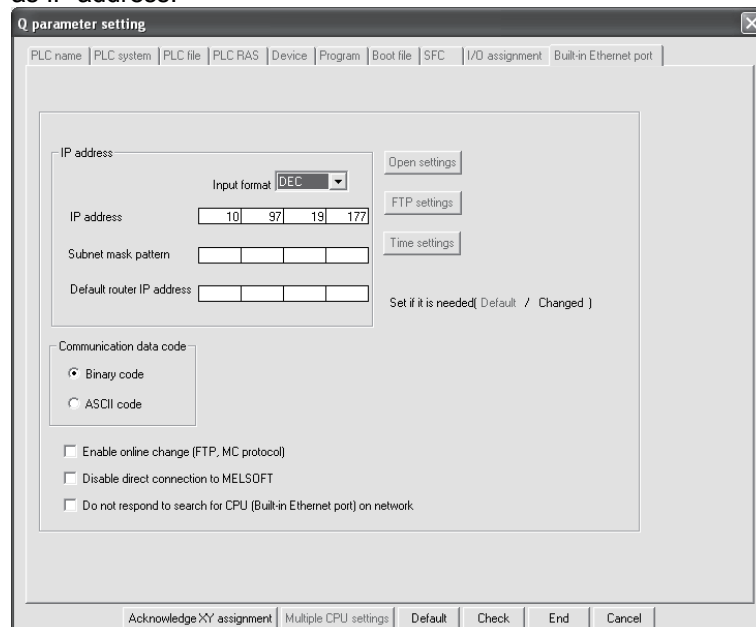 as IP address.
Q parameter setting
PLC name PLC system PLC file PLC RAS Device Program Boot file SFC I/O assignment Built-in Ethernet port
IP address
Input format DEC
IP address 10 97 19 177
Subnet mask pattern
Default router IP address
Open settings
FTP settings
Time settings
Set if it is needed( Default / Changed )
Communication data code
Binary code
ASCII code
Enable online change (FTP, MC protocol)
Disable direct connection to MELSOFT
Do not respond to search for CPU (Built-in Ethernet port) on network
Acknowledge XY assignment Multiple CPU settings Default Check End Cancel